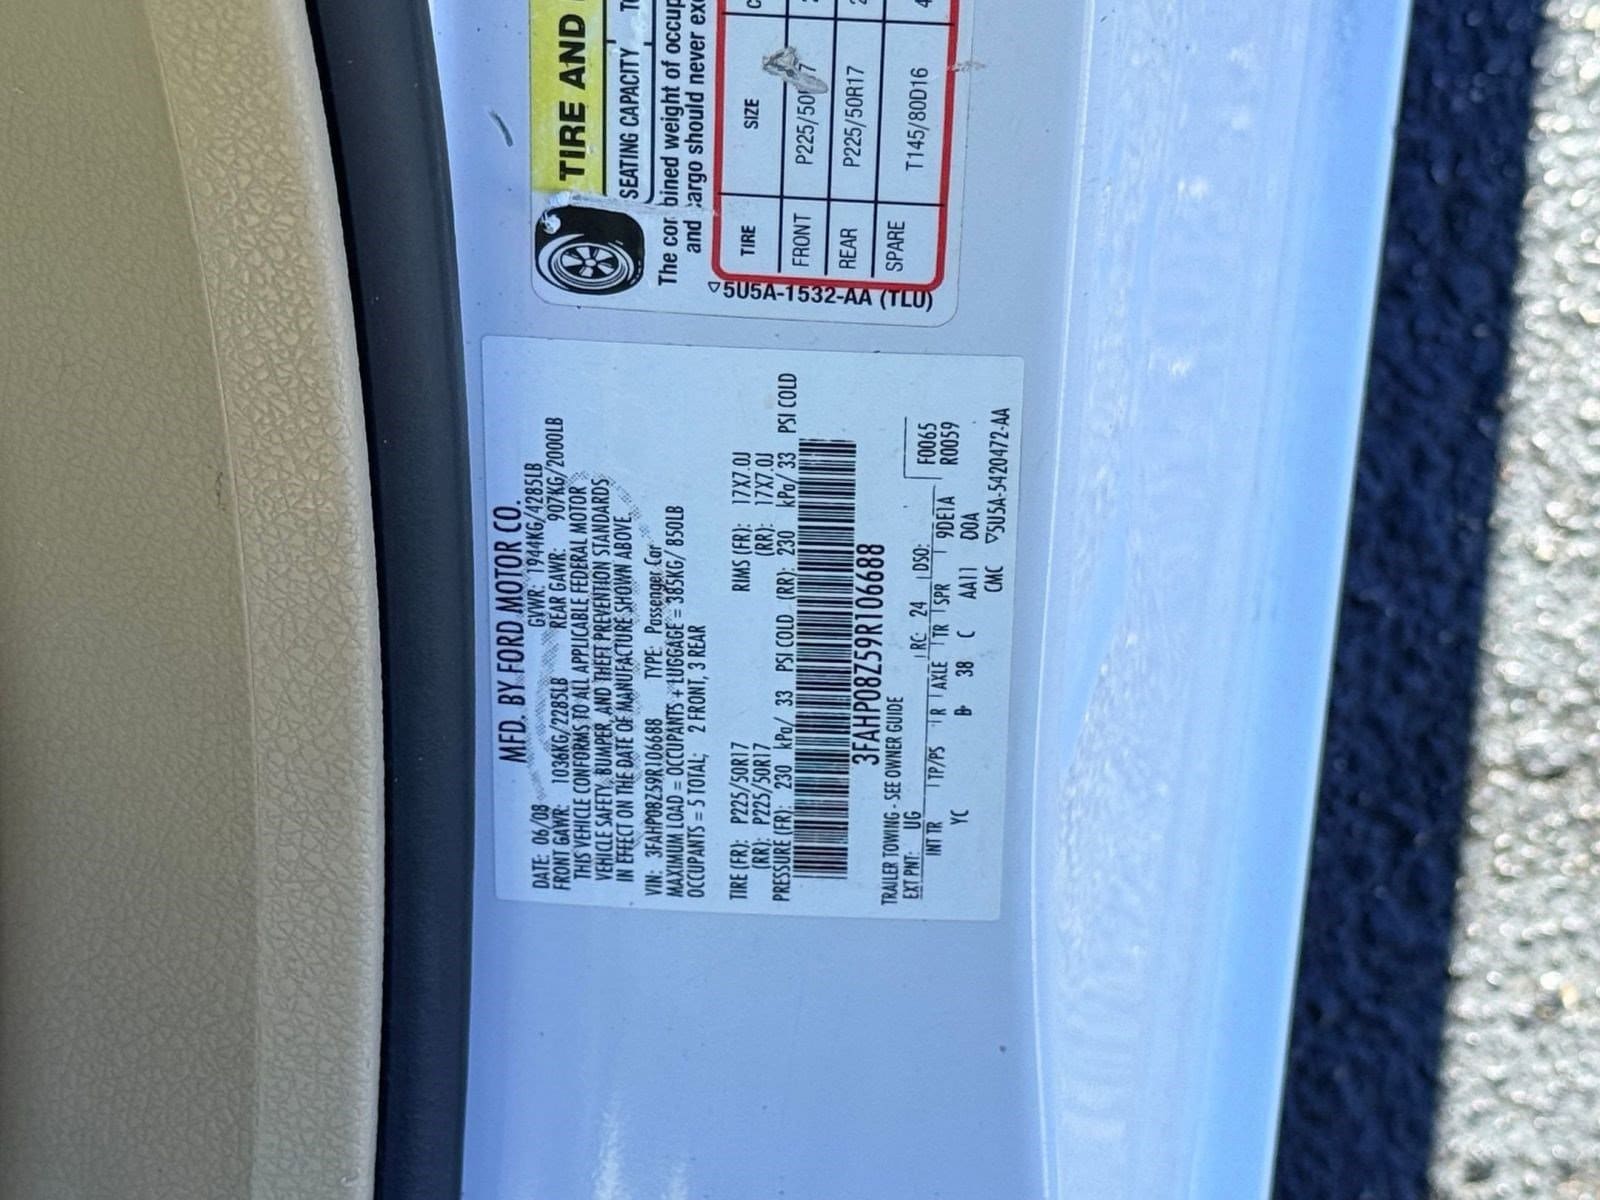 MFD. BY FORD MOTOR CO.
DATE: 06/08 GVWR: 1944KG/4285LB
FRONT GAWR: 1036KG/2285LB REAR GAWR: 907KG/2000LB
THIS VEHICLE CONFORMS TO ALL APPLICABLE FEDERAL MOTOR
VEHICLE SAFETY, BUMPER, AND THEFT PREVENTION STANDARDS
IN EFFECT ON THE DATE OF MANUFACTURE SHOWN ABOVE
VIN: 3FAHP08Z59R106688 TYPE: Passenger Car
MAXIMUM LOAD = OCCUPANTS + LUGGAGE = 385KG/ 850LB
OCCUPANTS = 5 TOTAL; 2 FRONT, 3 REAR
TIRE (FR): P225/50R17 RIMS (FR): 17X7.0J
(RR): P225/50R17 (RR): 17X7.0J
PRESSURE (FR): 230 kPa/ 33 PSI COLD (RR): 230 kPa/ 33 PSI COLD
3FAHP08Z59R106688
TRAILER TOWING - SEE OWNER GUIDE
EXT PNT: UG RC: 24 DSO: F0065
R0059
INT TR TP/PS R AXLE TR SPR 9DE1A
YC B 38 C AA11 D0A
CMC ▽5U5A-5420472-AA
TIRE AND
SEATING CAPACITY
The bined weight of occup
and argo should never exc
TIRE SIZE
FRONT P225/50 7
REAR P225/50R17
SPARE T145/80D16
▽5U5A-1532-AA (TLU)